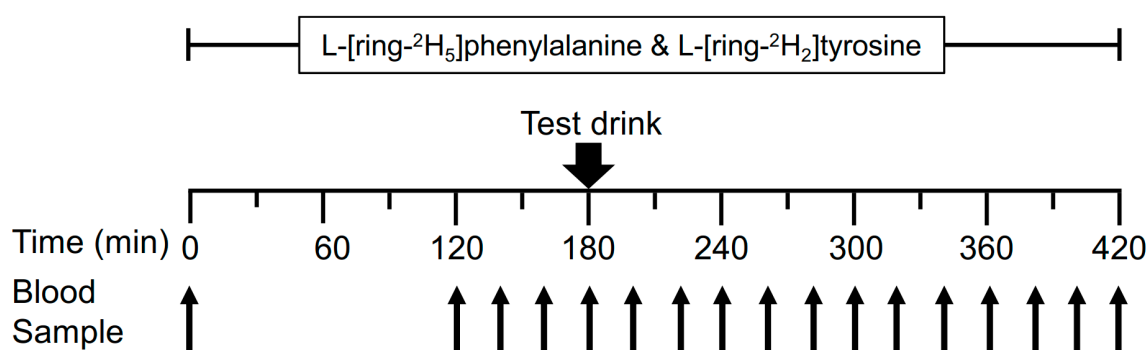 L-[ring-²H₅]phenylalanine & L-[ring-²H₂]tyrosine
Test drink
Time (min) 0 60 120 180 240 300 360 420
Blood
Sample